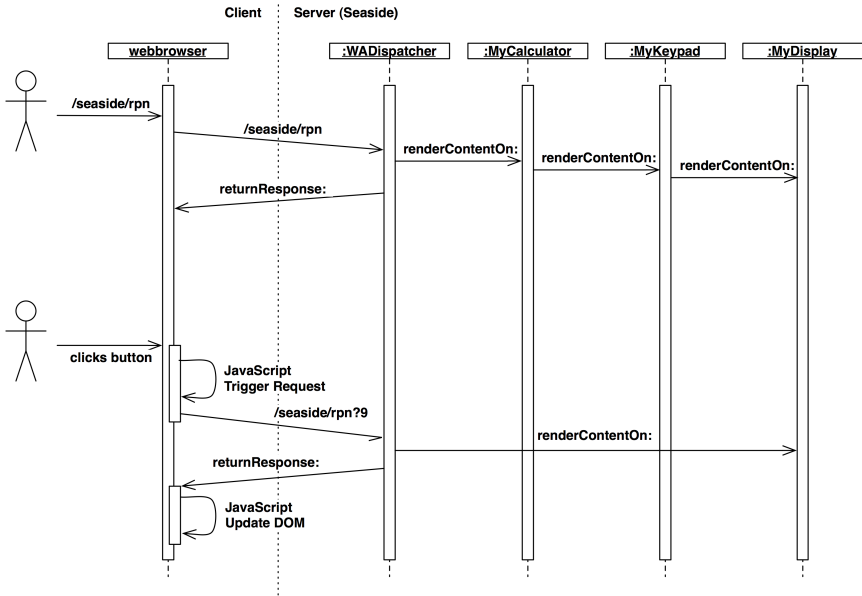 Client
Server (Seaside)
webbrowser
:WADispatcher
:MyCalculator
:MyKeypad
:MyDisplay
/seaside/rpn
/seaside/rpn
renderContentOn:
renderContentOn:
renderContentOn:
returnResponse:
clicks button
JavaScript
Trigger Request
/seaside/rpn?9
renderContentOn:
returnResponse:
JavaScript
Update DOM